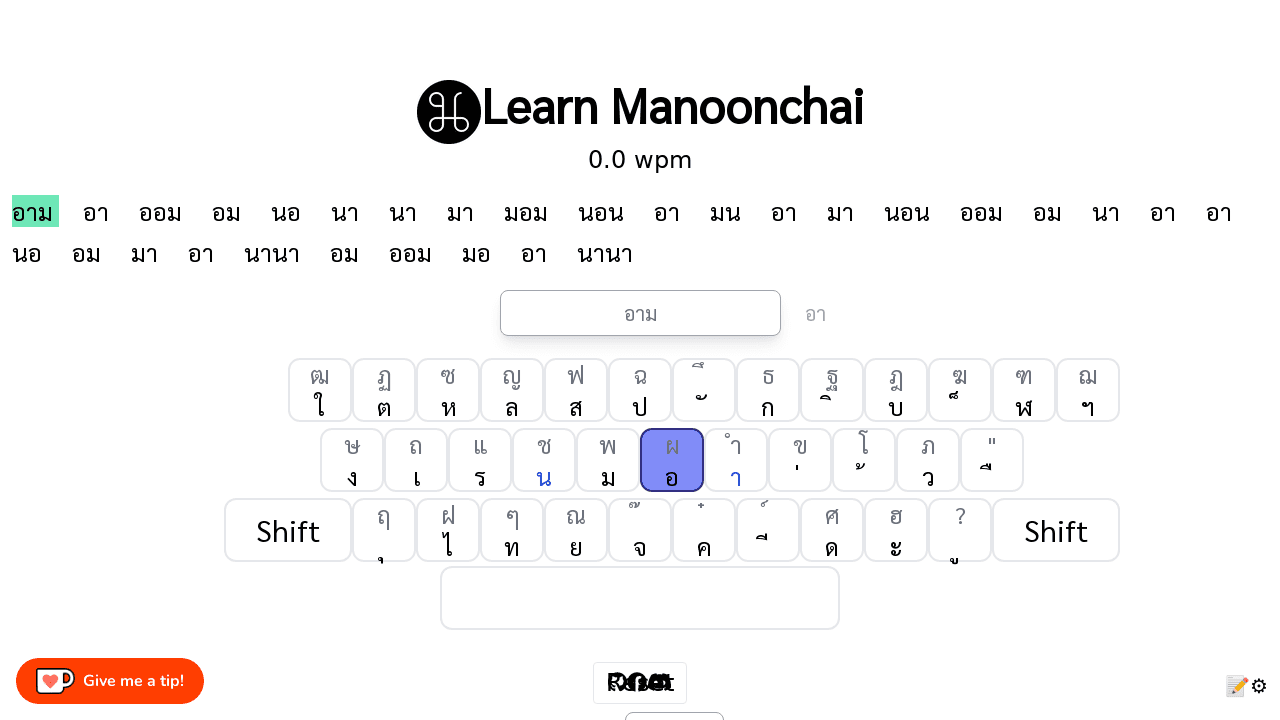 Learn Manoonchai
0.0 wpm
อาม อา ออม อม นอ นา นา มา มอม นอน อา มน อา มา นอน ออม อม นา อา อา
นอ อม มา อา นานา อม ออม มอ อา นานา
อาม อา
ฒ ฏ ซ ญ ฟ ฉ ึ ธ ฐ ฎ ฆ ฑ ฌ
ใ ต ห ล ส ป ั ก ิ บ ็ ฬ ฯ
ษ ถ แ ช พ ผ ำ ข โ ภ "
ง เ ร น ม อ า ่ ้ ว ื
Shift ฤ ฝ ๆ ณ ๊ ๋ ์ ศ ฮ ? Shift
ุ ไ ท ย จ ค ี ด ะ ู
Give me a tip!
Reset